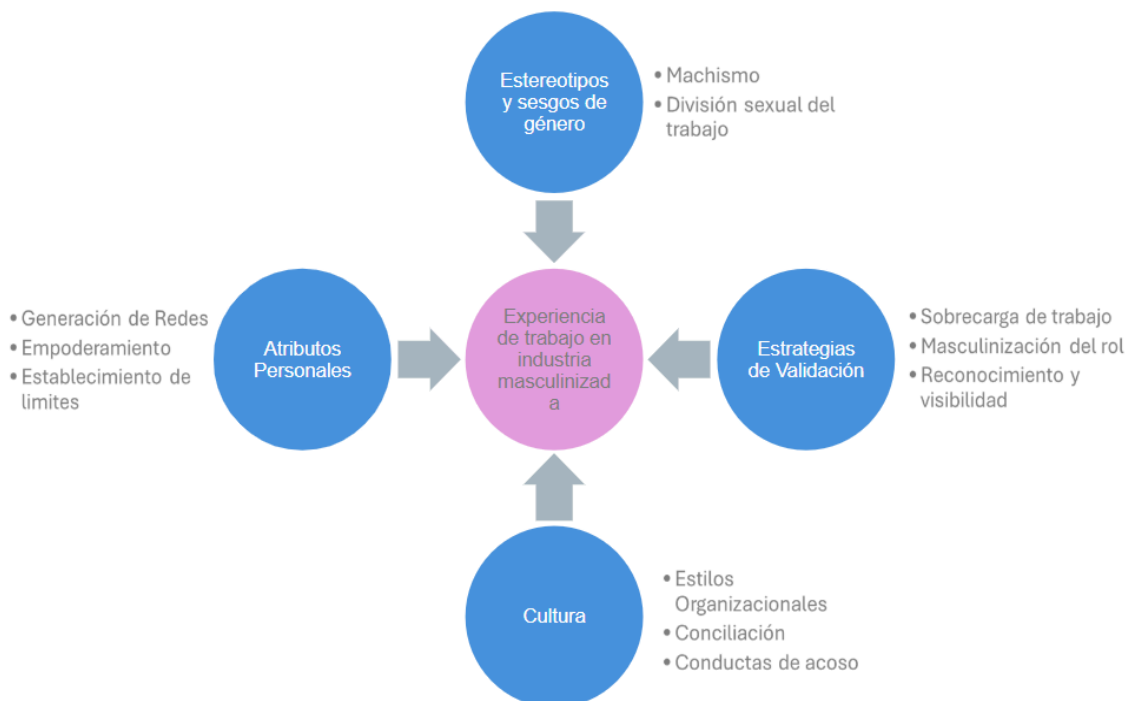 Estereotipos
y sesgos de
género
• Machismo
• División sexual del
trabajo
• Generación de Redes
• Empoderamiento
• Establecimiento de
limites
Atributos
Personales
Experiencia
de trabajo en
industria
masculinizad
a
Estrategias
de Validación
• Sobrecarga de trabajo
• Masculinización del rol
• Reconocimiento y
visibilidad
Cultura
• Estilos
Organizacionales
• Conciliación
• Conductas de acoso